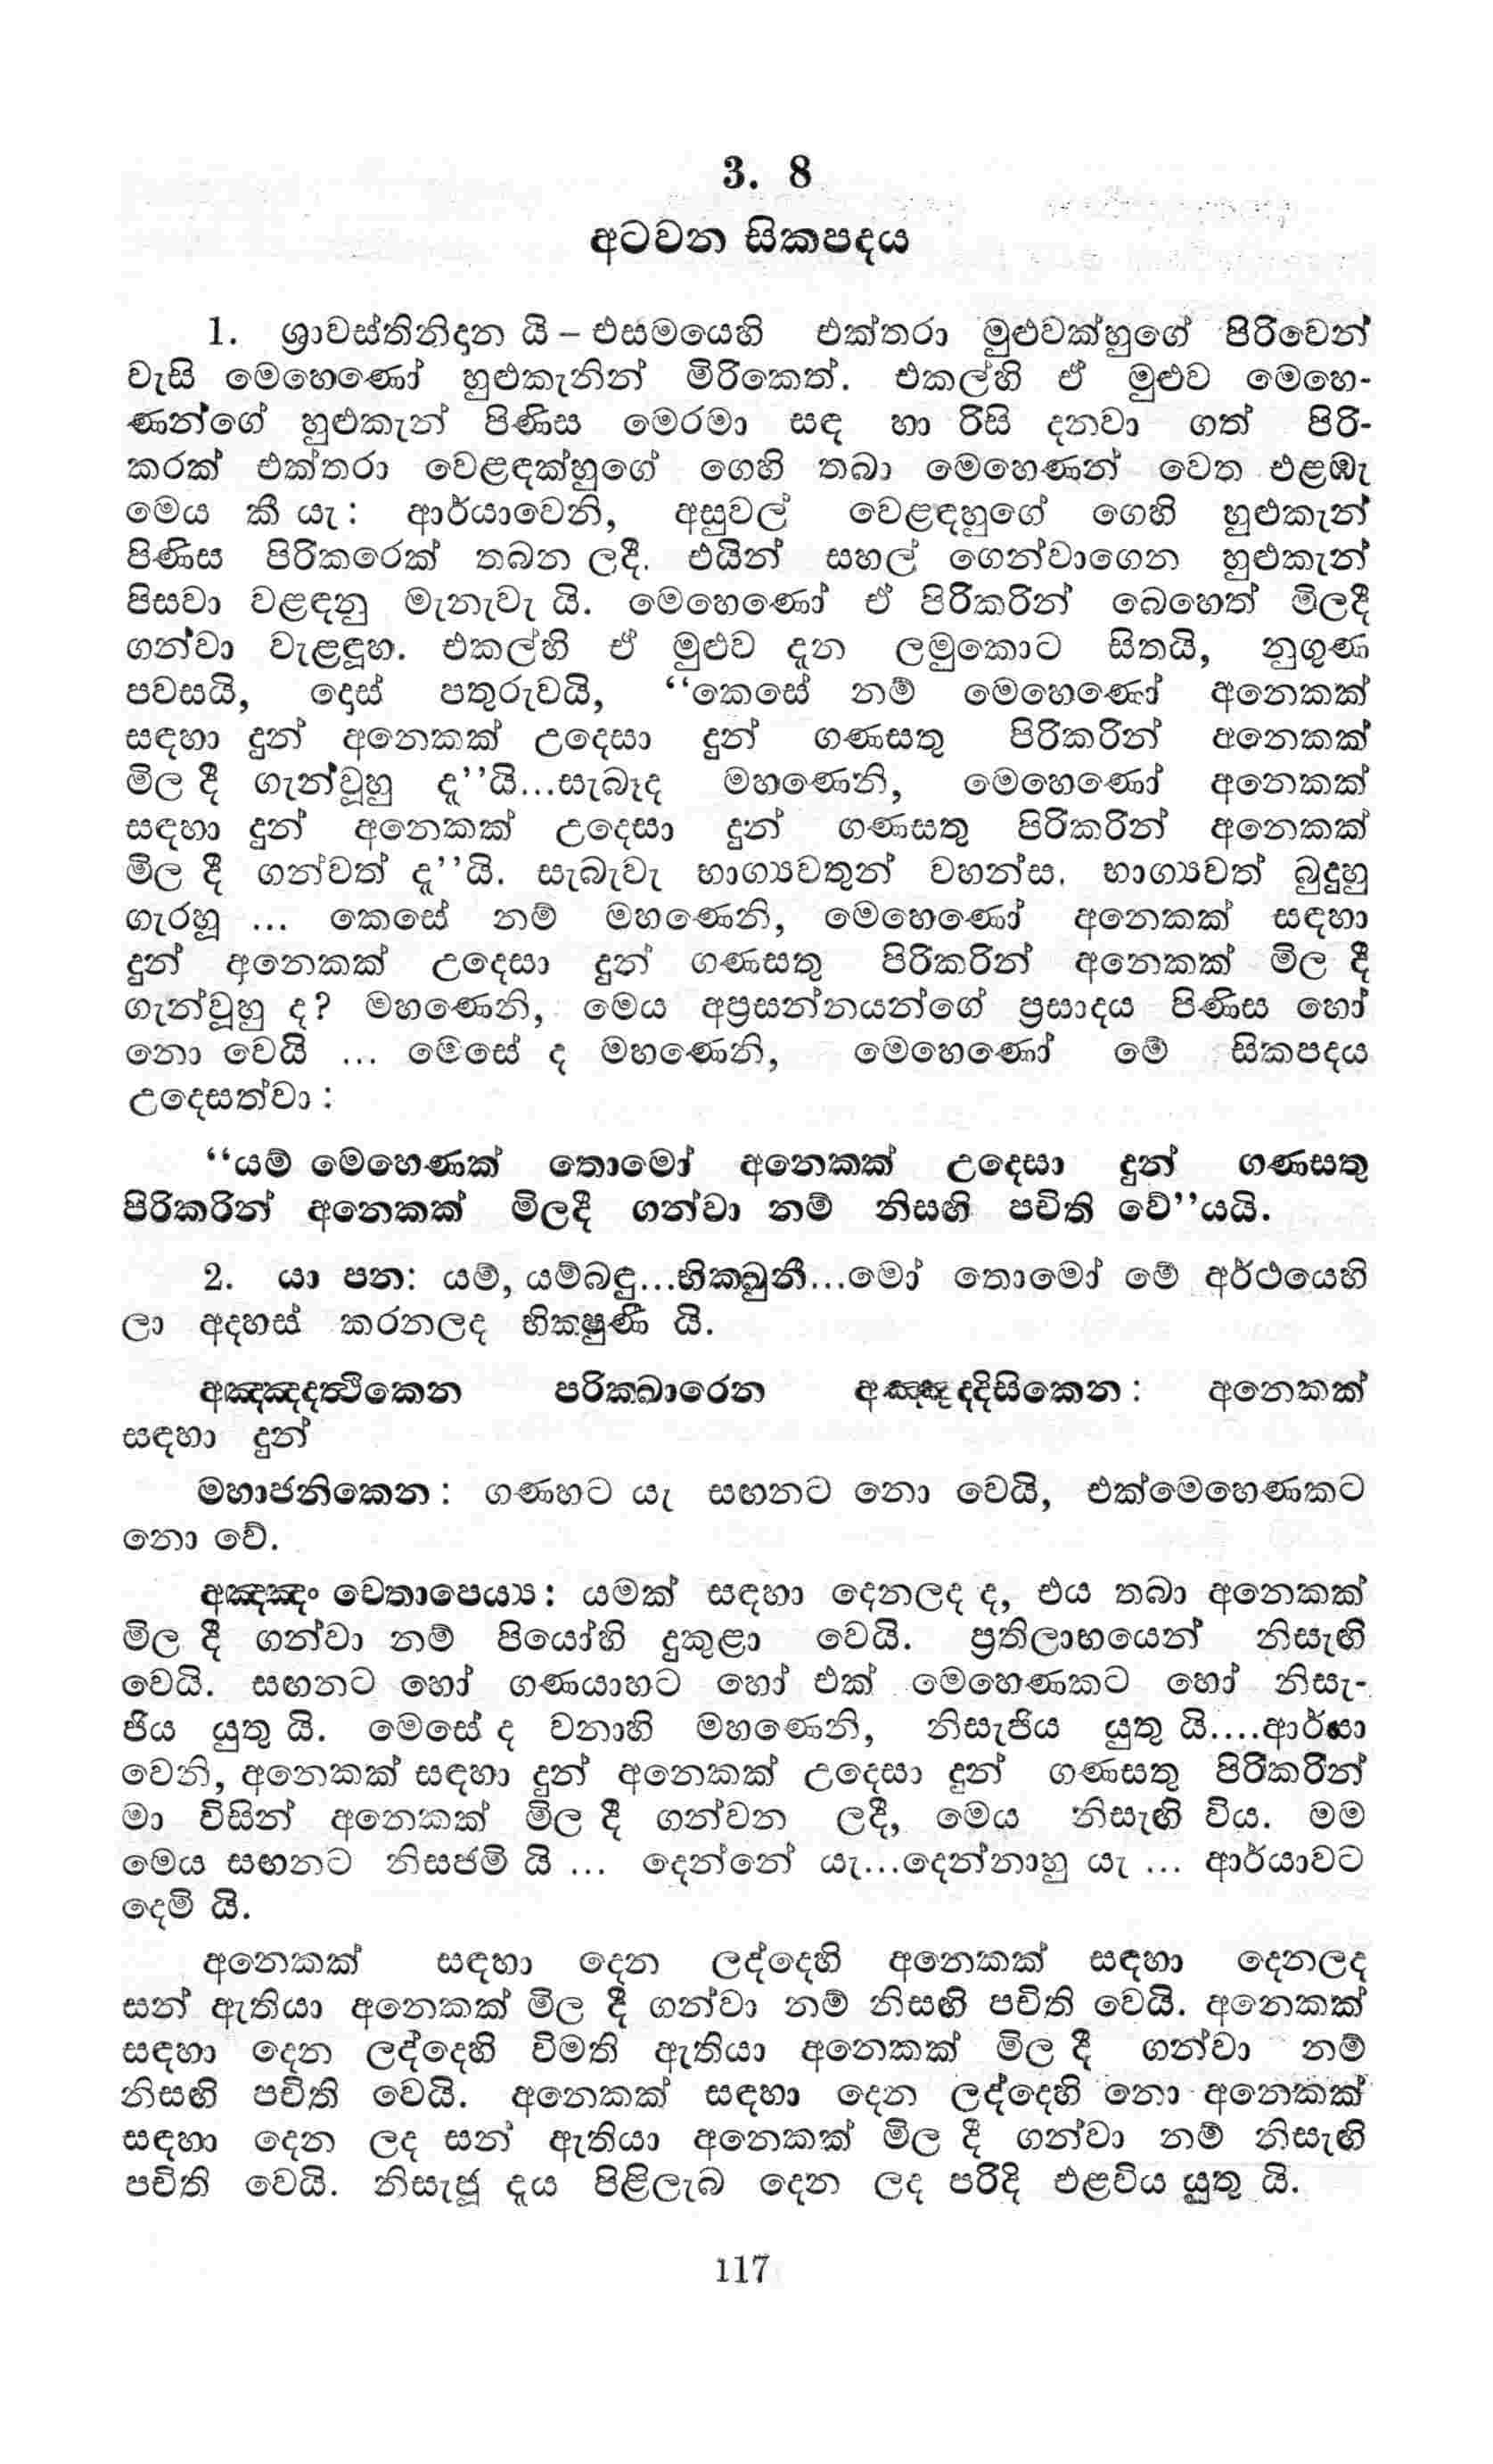 3. 8
අටවන සිකපදය
1. ශ්‍රාවස්තිනිදාන යි – එසමයෙහි එක්තරා මුළුවක්හුගේ පිරිවෙන්
වැසි මෙහෙණෝ හුළුකැනින් මිරිකෙත්. එකල්හි ඒ මුළුව මෙහෙ-
ණන්ගේ හුළුකැන් පිණිස මෙරමා සඳ හා රිසි දනවා ගත් පිරි-
කරක් එක්තරා වෙළඳක්හුගේ ගෙහි තබා මෙහෙණන් වෙත එළඹැ
මෙය කී යැ: ආර්යාවෙනි, අසුවල් වෙළඳහුගේ ගෙහි හුළුකැන්
පිණිස පිරිකරෙක් තබන ලදී. එයින් සහල් ගෙන්වාගෙන හුළුකැන්
පිසවා වළඳනු මැනැවැ යි. මෙහෙණෝ ඒ පිරිකරින් බෙහෙත් මිලදී
ගන්වා වැළඳූහ. එකල්හි ඒ මුළුව දැන ලමුකොට සිතයි, නුගුණ
පවසයි, දොස් පතුරුවයි, “කෙසේ නම් මෙහෙණෝ අනෙකක්
සඳහා දුන් අනෙකක් උදෙසා දුන් ගණසතු පිරිකරින් අනෙකක්
මිල දී ගැන්වූහු දැ”යි...සැබෑද මහණෙනි, මෙහෙණෝ අනෙකක්
සඳහා දුන් අනෙකක් උදෙසා දුන් ගණසතු පිරිකරින් අනෙකක්
මිල දී ගන්වත් දැ”යි. සැබැවැ භාග්‍යවතුන් වහන්ස. භාග්‍යවත් බුදුහු
ගැරහූ ... කෙසේ නම් මහණෙනි, මෙහෙණෝ අනෙකක් සඳහා
දුන් අනෙකක් උදෙසා දුන් ගණසතු පිරිකරින් අනෙකක් මිල දී
ගැන්වූහු ද? මහණෙනි, මෙය අප්‍රසන්නයන්ගේ ප්‍රසාදය පිණිස හෝ
නො වෙයි ... මෙසේ ද මහණෙනි, මෙහෙණෝ මේ සිකපදය
උදෙසත්වා :
“යම් මෙහෙණක් තොමෝ අනෙකක් උදෙසා දුන් ගණසතු
පිරිකරින් අනෙකක් මිලදී ගන්වා නම් නිසඟි පචිති වේ”යයි.
2. යා පන: යම්, යම්බඳු...භික්ඛුනී...මෝ තොමෝ මේ අර්ථයෙහි
ලා අදහස් කරනලද භික්ෂුණී යි.
අඤ්ඤදත්ථිකෙන පරික්ඛාරෙන අඤ්ඤද්දිසිකෙන: අනෙකක්
සඳහා දුන්
මහාජනිකෙන: ගණහට යැ සඟනට නො වෙයි, එක්මෙහෙණකට
නො වේ.
අඤ්ඤං චෙතාපෙය්‍ය: යමක් සඳහා දෙනලද ද, එය තබා අනෙකක්
මිල දී ගන්වා නම් පියෝහි දුකුළා වෙයි. ප්‍රතිලාභයෙන් නිසැඟි
වෙයි. සඟනට හෝ ගණයාහට හෝ එක් මෙහෙණකට හෝ නිසැ-
ජිය යුතු යි. මෙසේ ද වනාහි මහණෙනි, නිසැජිය යුතු යි....ආර්යා
වෙනි, අනෙකක් සඳහා දුන් අනෙකක් උදෙසා දුන් ගණසතු පිරිකරින්
මා විසින් අනෙකක් මිල දී ගන්වන ලදී, මෙය නිසැඟි විය. මම
මෙය සඟනට නිසජමි යි ... දෙන්නේ යැ...දෙන්නාහු යැ ... ආර්යාවට
දෙමි යි.
අනෙකක් සඳහා දෙන ලද්දෙහි අනෙකක් සඳහා දෙනලද
සන් ඇතියා අනෙකක් මිල දී ගන්වා නම් නිසඟි පචිති වෙයි. අනෙකක්
සඳහා දෙන ලද්දෙහි විමති ඇතියා අනෙකක් මිල දී ගන්වා නම්
නිසඟි පචිති වෙයි. අනෙකක් සඳහා දෙන ලද්දෙහි නො අනෙකක්
සඳහා දෙන ලද සන් ඇතියා අනෙකක් මිල දී ගන්වා නම් නිසැඟි
පචිති වෙයි. නිසැජූ දැය පිළිලැබ දෙන ලද පරිදි එළවිය යුතු යි.
117